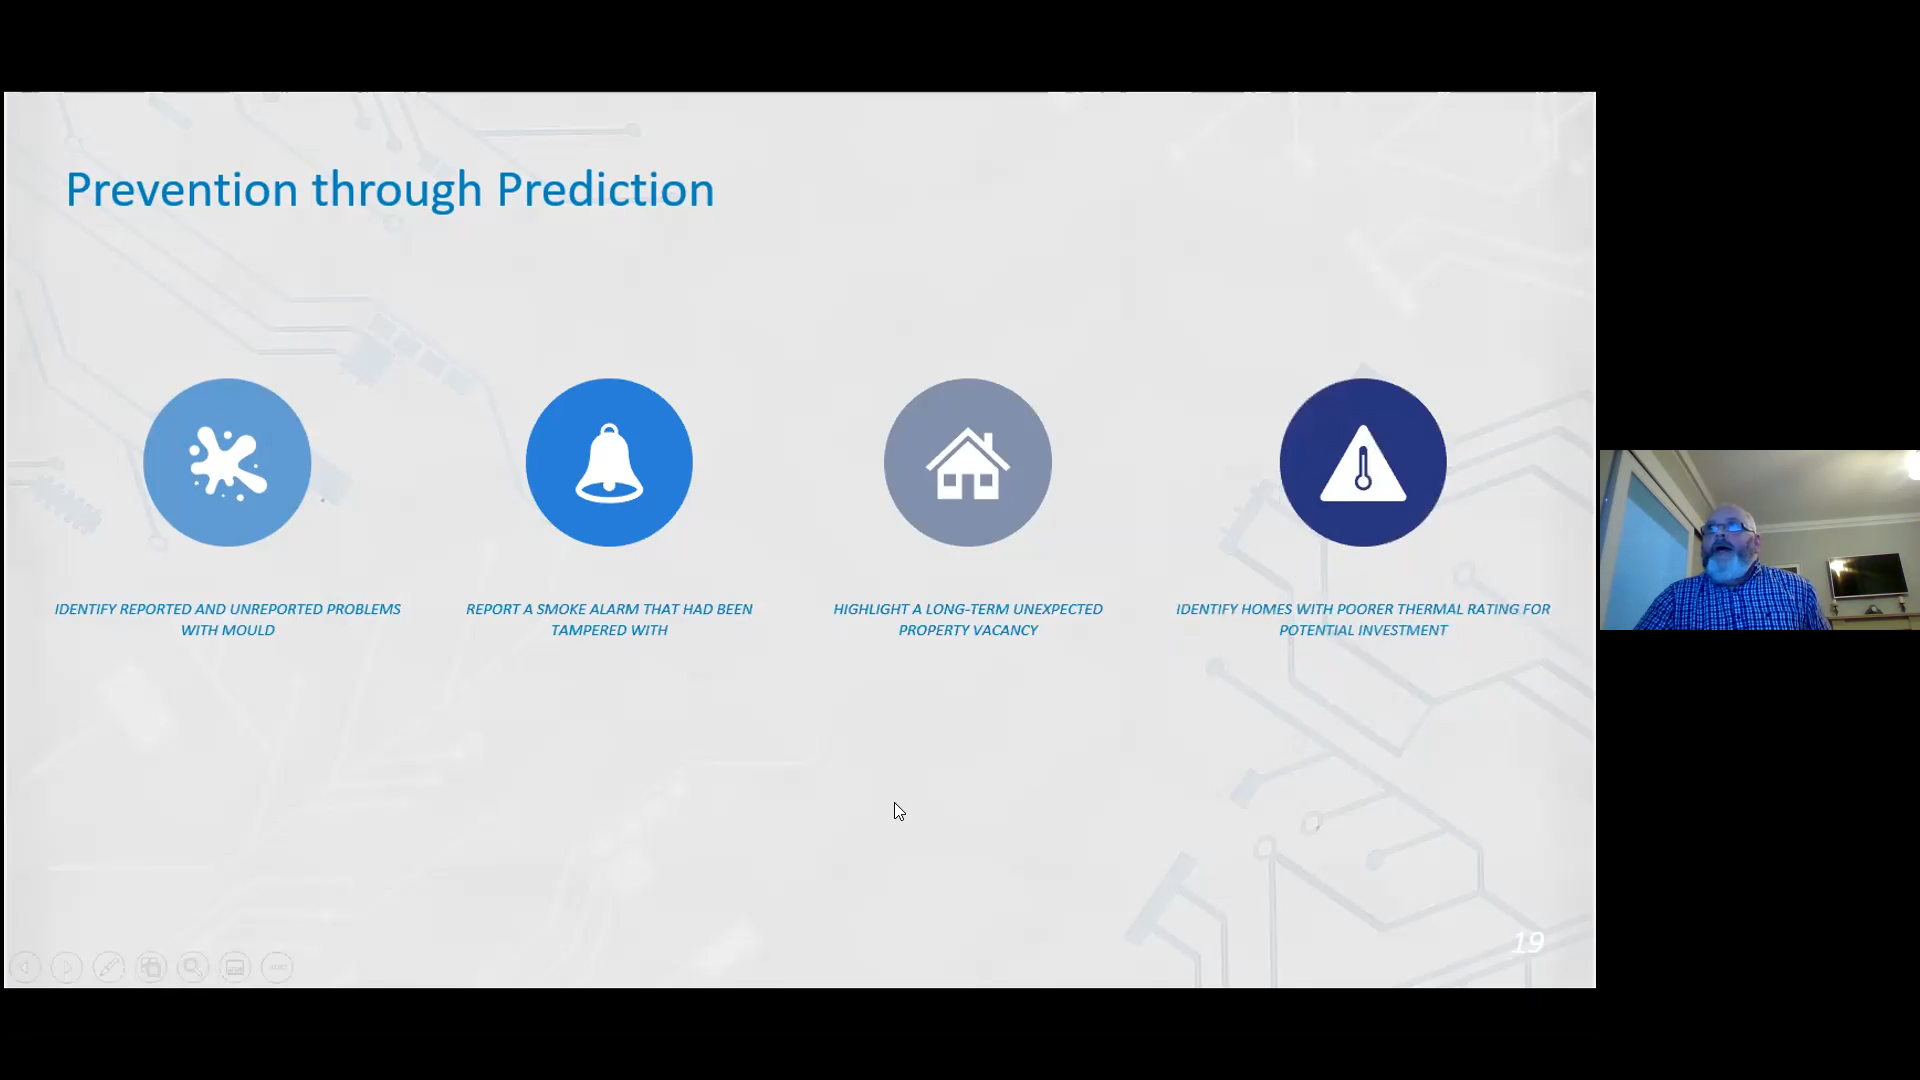 Prevention through Prediction
IDENTIFY REPORTED AND UNREPORTED PROBLEMS
WITH MOULD
REPORT A SMOKE ALARM THAT HAD BEEN
TAMPERED WITH
HIGHLIGHT A LONG-TERM UNEXPECTED
PROPERTY VACANCY
IDENTIFY HOMES WITH POORER THERMAL RATING FOR
POTENTIAL INVESTMENT
19